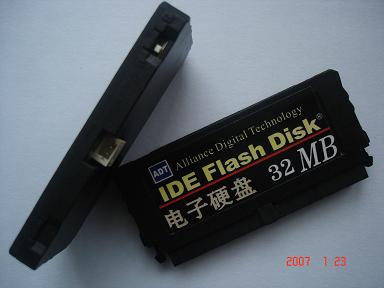 ADT Alliance Digital Technology
IDE Flash Disk®
电子硬盘 32 MB
2007 1 23